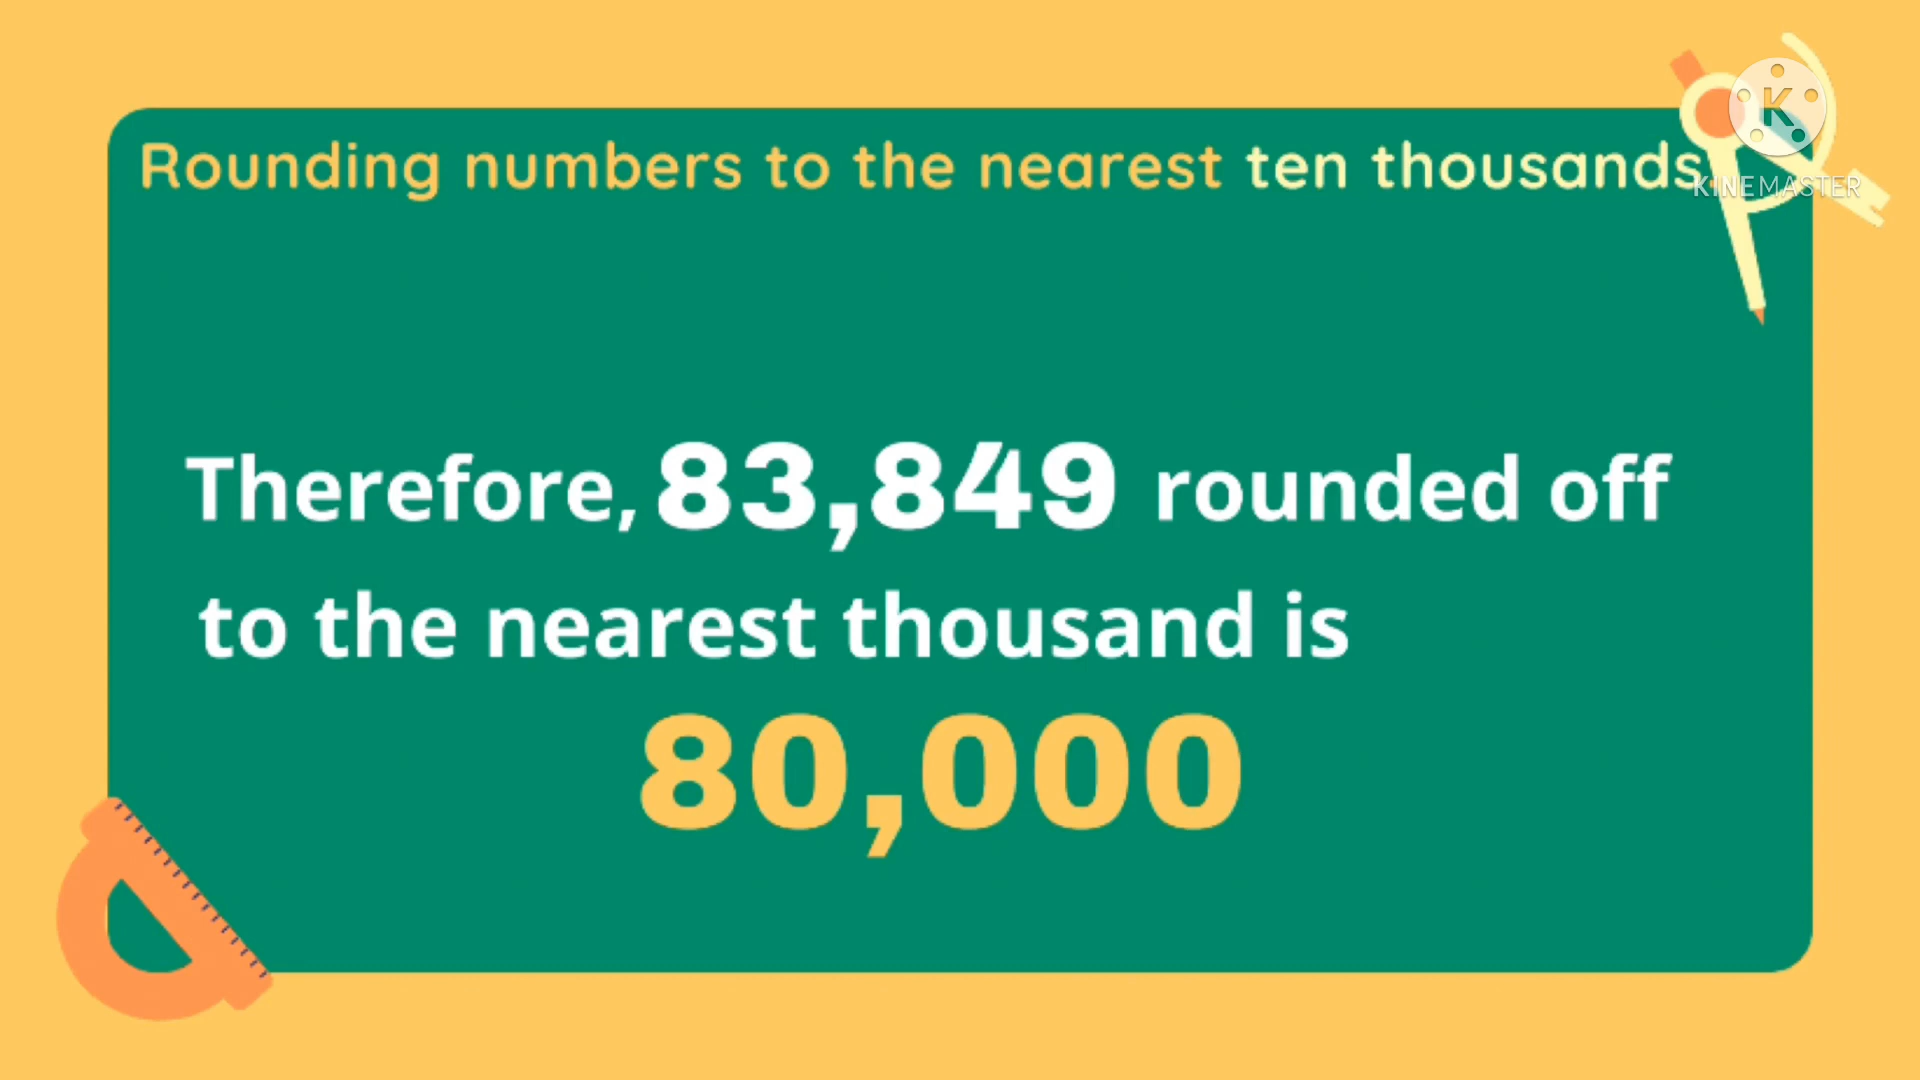 Rounding numbers to the nearest ten thousands.
K
KINEMASTER
Therefore, 83,849 rounded off
to the nearest thousand is
80,000